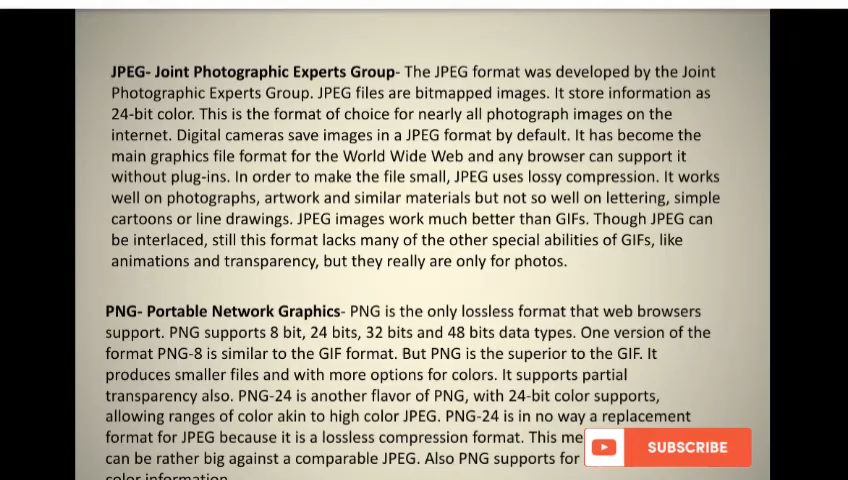 JPEG- Joint Photographic Experts Group- The JPEG format was developed by the Joint
Photographic Experts Group. JPEG files are bitmapped images. It store information as
24-bit color. This is the format of choice for nearly all photograph images on the
internet. Digital cameras save images in a JPEG format by default. It has become the
main graphics file format for the World Wide Web and any browser can support it
without plug-ins. In order to make the file small, JPEG uses lossy compression. It works
well on photographs, artwork and similar materials but not so well on lettering, simple
cartoons or line drawings. JPEG images work much better than GIFs. Though JPEG can
be interlaced, still this format lacks many of the other special abilities of GIFs, like
animations and transparency, but they really are only for photos.
PNG- Portable Network Graphics- PNG is the only lossless format that web browsers
support. PNG supports 8 bit, 24 bits, 32 bits and 48 bits data types. One version of the
format PNG-8 is similar to the GIF format. But PNG is the superior to the GIF. It
produces smaller files and with more options for colors. It supports partial
transparency also. PNG-24 is another flavor of PNG, with 24-bit color supports,
allowing ranges of color akin to high color JPEG. PNG-24 is in no way a replacement
format for JPEG because it is a lossless compression format. This
can be rather big against a comparable JPEG. Also PNG supports for
color information
SUBSCRIBE